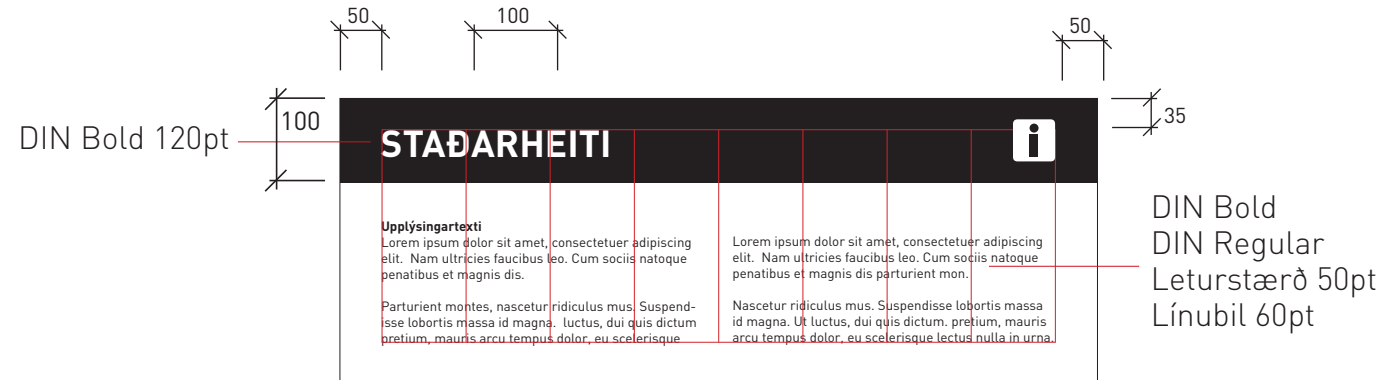 50
100
50
100
35
DIN Bold 120pt
STAÐARHEITI
i
Upplýsingartexti
Lorem ipsum dolor sit amet, consectetuer adipiscing
elit. Nam ultricies faucibus leo. Cum sociis natoque
penatibus et magnis dis.
Parturient montes, nascetur ridiculus mus. Suspend-
isse lobortis massa id magna. luctus, dui quis dictum
pretium, mauris arcu tempus dolor, eu scelerisque
Lorem ipsum dolor sit amet, consectetuer adipiscing
elit. Nam ultricies faucibus leo. Cum sociis natoque
penatibus et magnis dis parturient mon.
Nascetur ridiculus mus. Suspendisse lobortis massa
id magna. Ut luctus, dui quis dictum. pretium, mauris
arcu tempus dolor, eu scelerisque lectus nulla in urna.
DIN Bold
DIN Regular
Leturstærð 50pt
Línubil 60pt